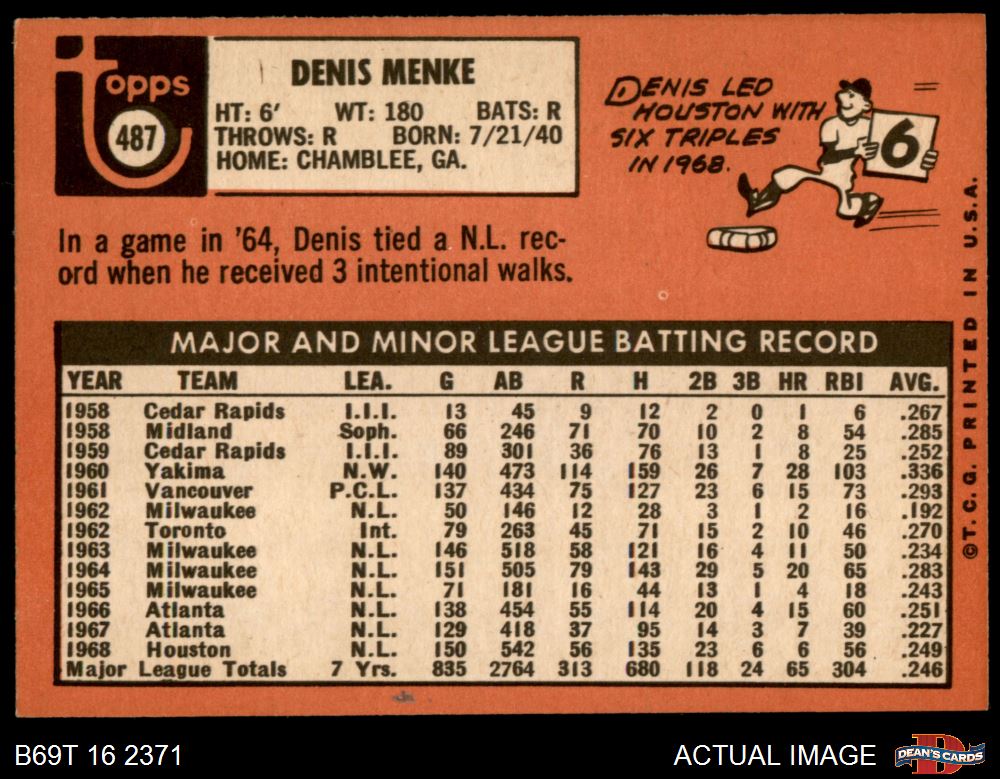 topps
487
DENIS MENKE
HT: 6' WT: 180 BATS: R
THROWS: R BORN: 7/21/40
HOME: CHAMBLEE, GA.
DENIS LED
HOUSTON WITH
SIX TRIPLES
IN 1968.
6
In a game in '64, Denis tied a N.L. rec-
ord when he received 3 intentional walks.
MAJOR AND MINOR LEAGUE BATTING RECORD
YEAR TEAM LEA. G AB R H 2B 3B HR RBI AVG.
1958 Cedar Rapids I.I.I. 13 45 9 12 2 0 1 6 .267
1958 Midland Soph. 66 246 71 70 10 2 8 54 .285
1959 Cedar Rapids I.I.I. 89 301 36 76 13 1 8 25 .252
1960 Yakima N.W. 140 473 114 159 26 7 28 103 .336
1961 Vancouver P.C.L. 137 434 75 127 23 6 15 73 .293
1962 Milwaukee N.L. 50 146 12 28 3 1 2 16 .192
1962 Toronto Int. 79 263 45 71 15 2 10 46 .270
1963 Milwaukee N.L. 146 518 58 121 16 4 11 50 .234
1964 Milwaukee N.L. 151 505 79 143 29 5 20 65 .283
1965 Milwaukee N.L. 71 181 16 44 13 1 4 18 .243
1966 Atlanta N.L. 138 454 55 114 20 4 15 60 .251
1967 Atlanta N.L. 129 418 37 95 14 3 7 39 .227
1968 Houston N.L. 150 542 56 135 23 6 6 56 .249
Major League Totals 7 Yrs. 835 2764 313 680 118 24 65 304 .246
©T.C.G. PRINTED IN U.S.A.
B69T 16 2371
ACTUAL IMAGE
DEAN'S CARDS